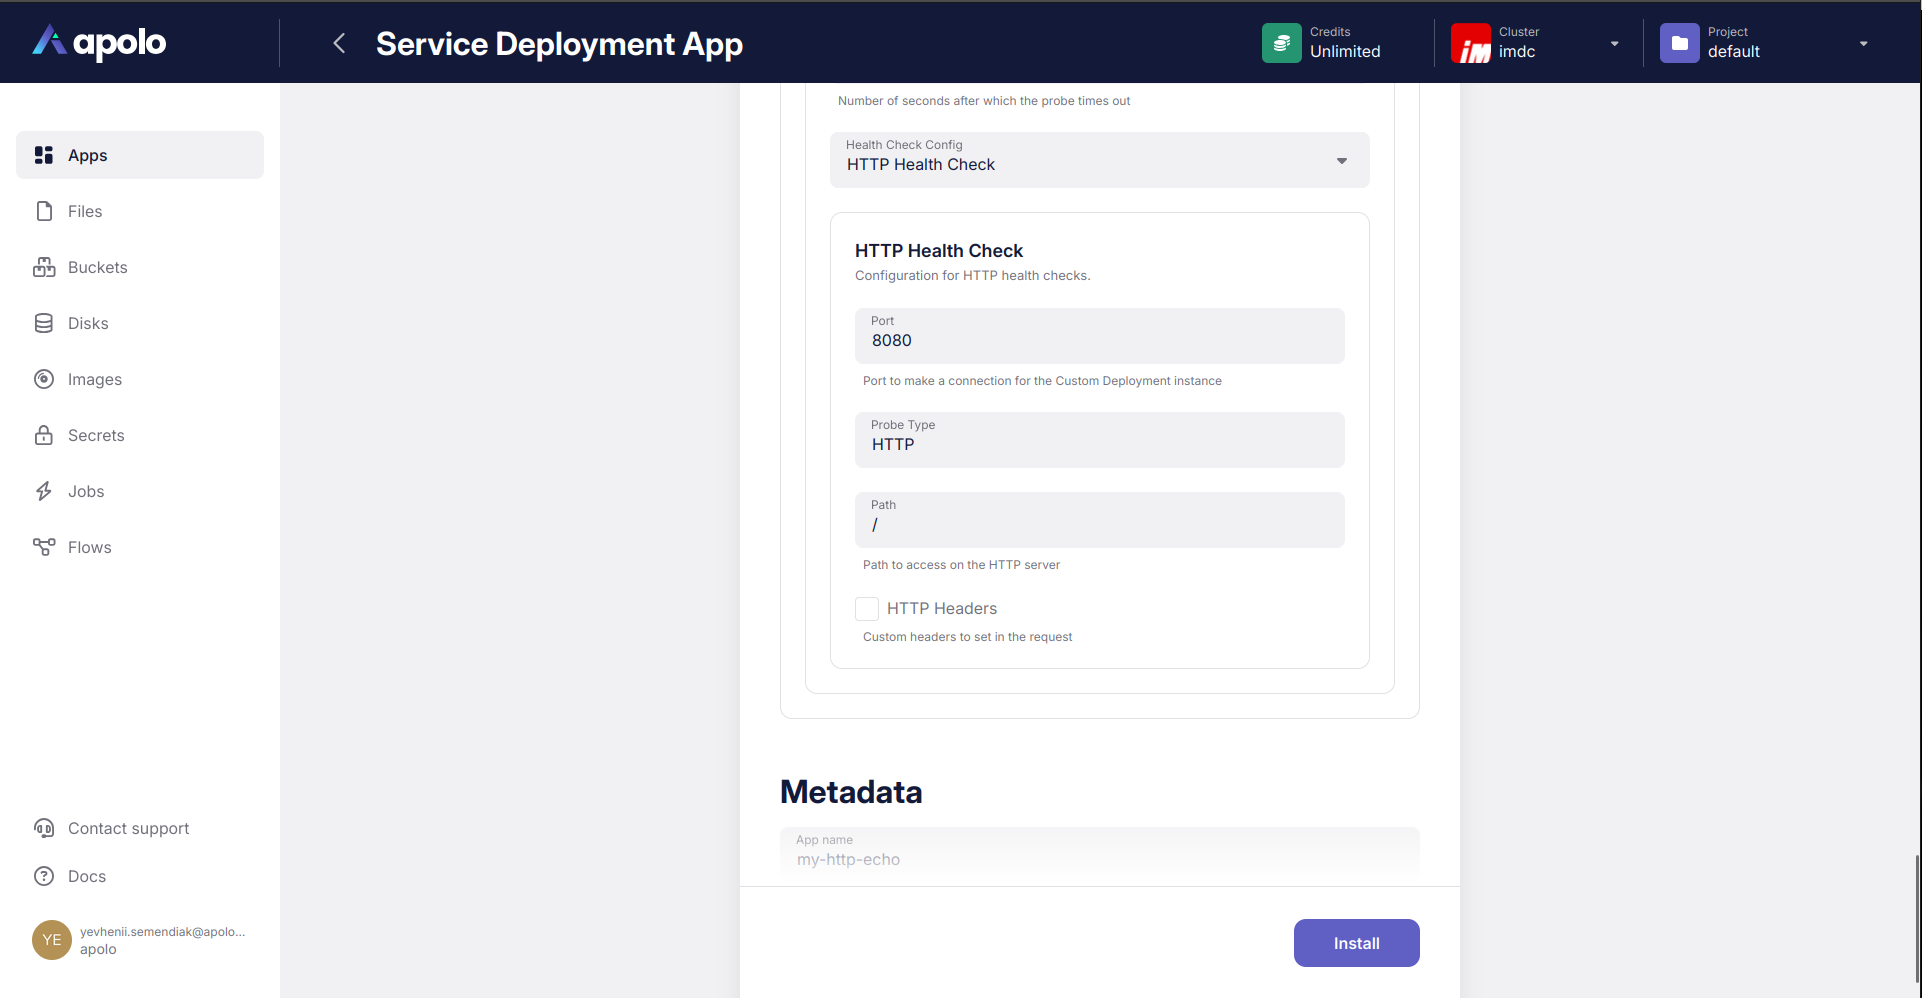 apolo
Service Deployment App
Credits
Unlimited
iM
Cluster
imdc
Project
default
Apps
Files
Buckets
Disks
Images
Secrets
Jobs
Flows
Contact support
Docs
YE
yevhenii.semendiak@apolo...
apolo
Number of seconds after which the probe times out
Health Check Config
HTTP Health Check
HTTP Health Check
Configuration for HTTP health checks.
Port
8080
Port to make a connection for the Custom Deployment instance
Probe Type
HTTP
Path
/
Path to access on the HTTP server
HTTP Headers
Custom headers to set in the request
Metadata
App name
my-http-echo
Install